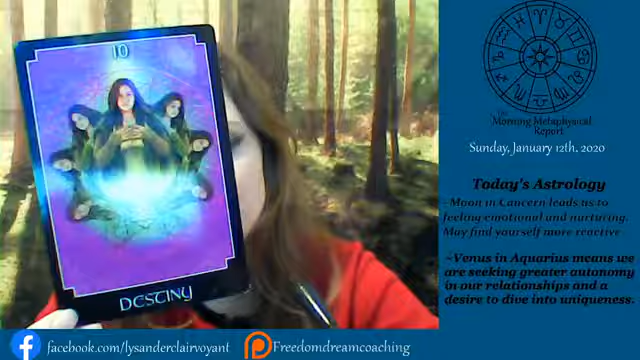 10
DESTINY
The
Morning Metaphysical
Report
Sunday, January 12th, 2020
Today's Astrology
~Moon in Cancern leads us to
feeling emotional and nurturing.
May find yourself more reactive
~Venus in Aquarius means we
are seeking greater autonomy
in our relationships and a
desire to dive into uniqueness.
facebook.com/lysanderclairvoyant
Freedomdreamcoaching